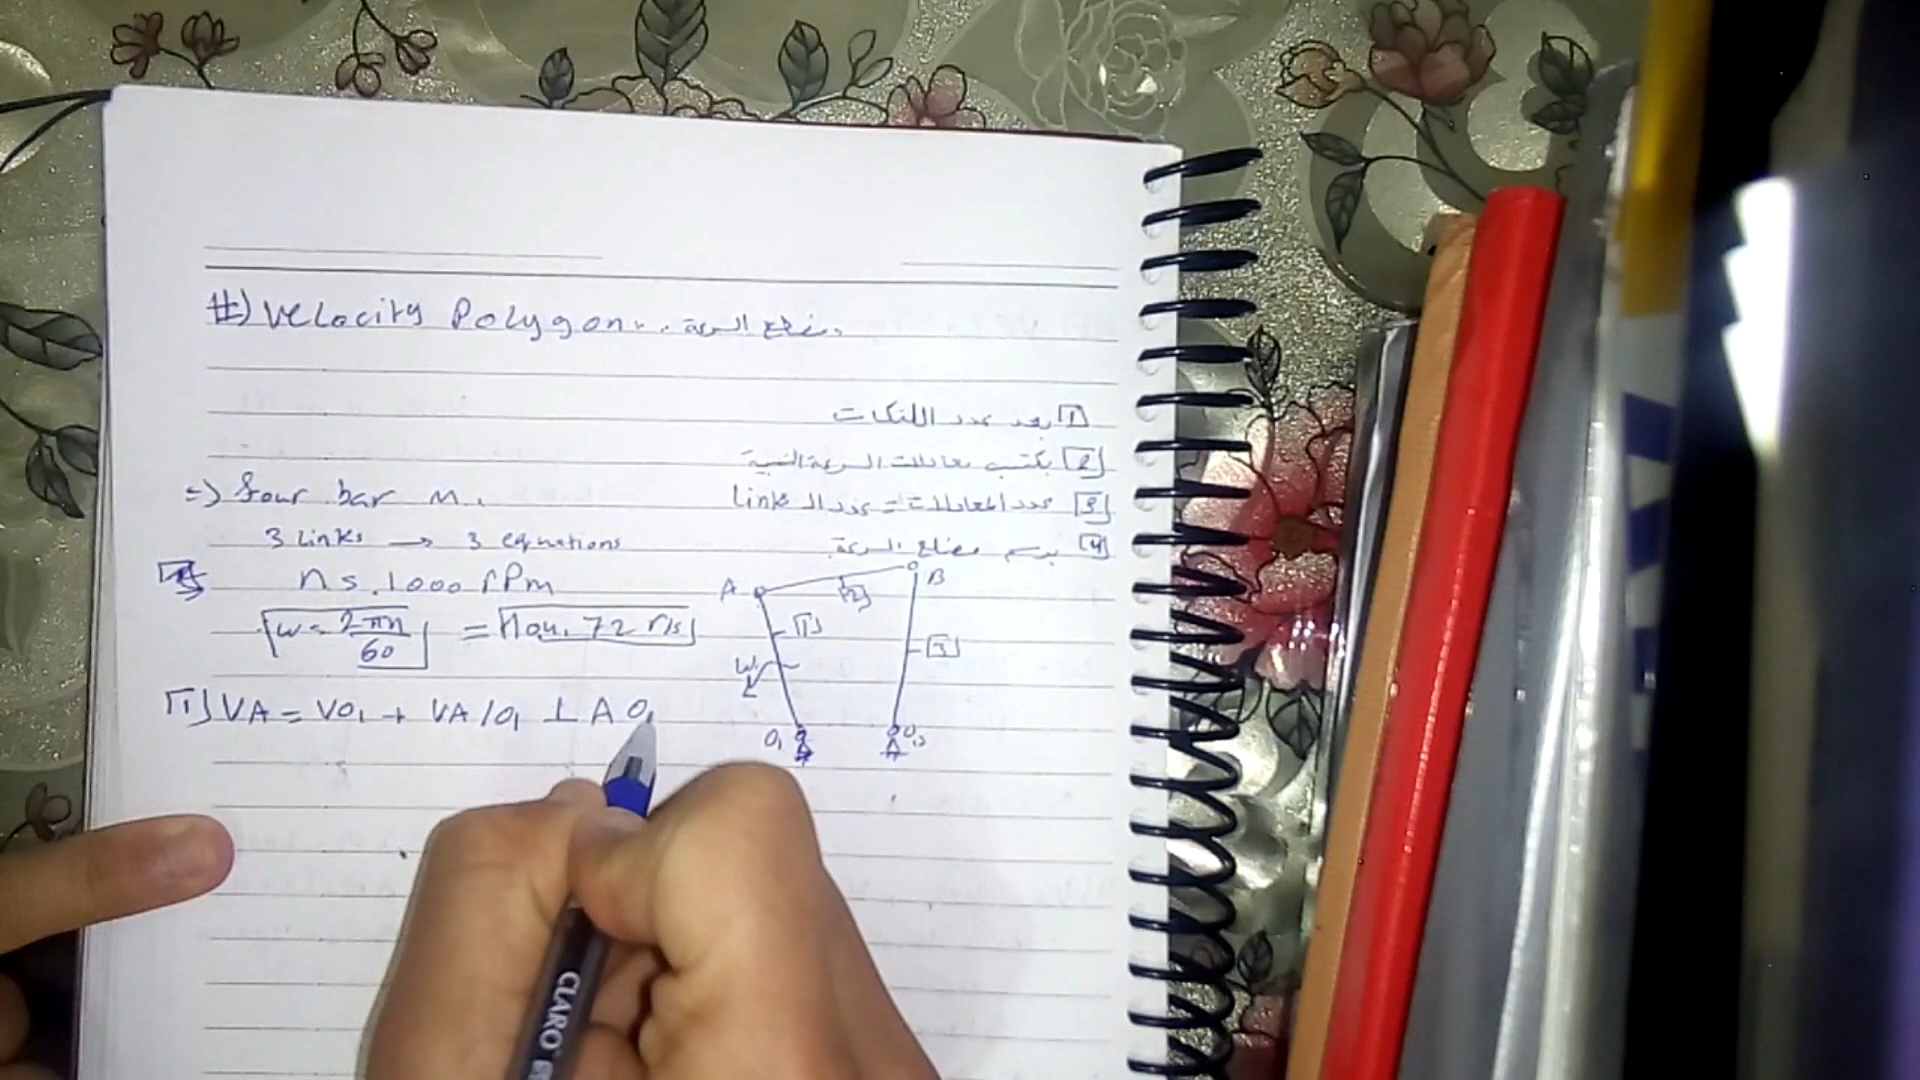 #) velocity Polygon .. مضلع السرعة
[1] بعد عدد اللنكات
[2] بكتب معادلات السرعة النسبية
=) four bar m.
[3] عدد المعادلات = عدد ال Link
3 Links → 3 equations
[4] برسم مضلع السرعة
n = 1000 rPm
A
B
[2]
w = 2πn/60 = 104.72 r/s
[1]
[3]
w
[1] VA = VO1 + VA/O1 ⊥ AO1
O1
CLARO